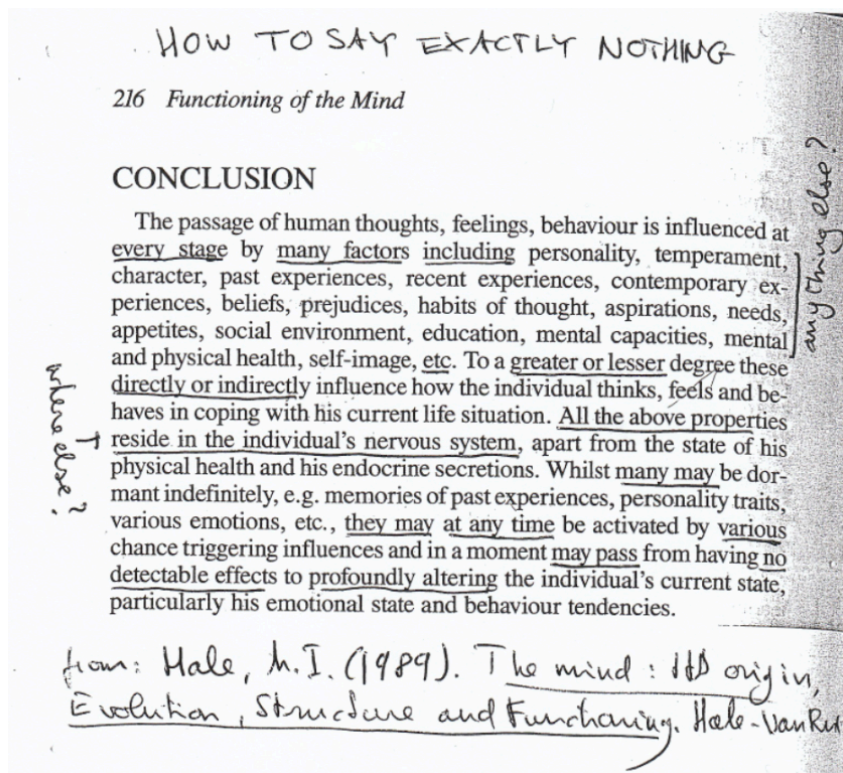 HOW TO SAY EXACTLY NOTHING
216 Functioning of the Mind
CONCLUSION
The passage of human thoughts, feelings, behaviour is influenced at
every stage by many factors including personality, temperament,
character, past experiences, recent experiences, contemporary ex-
periences, beliefs, prejudices, habits of thought, aspirations, needs,
appetites, social environment, education, mental capacities, mental
and physical health, self-image, etc. To a greater or lesser degree these
directly or indirectly influence how the individual thinks, feels and be-
haves in coping with his current life situation. All the above properties
reside in the individual's nervous system, apart from the state of his
physical health and his endocrine secretions. Whilst many may be dor-
mant indefinitely, e.g. memories of past experiences, personality traits,
various emotions, etc., they may at any time be activated by various
chance triggering influences and in a moment may pass from having no
detectable effects to profoundly altering the individual's current state,
particularly his emotional state and behaviour tendencies.
anything else?
where else?
from: Hale, M.I. (1989). The mind: Its origin,
Evolution, Structure and Functioning. Hale-Van